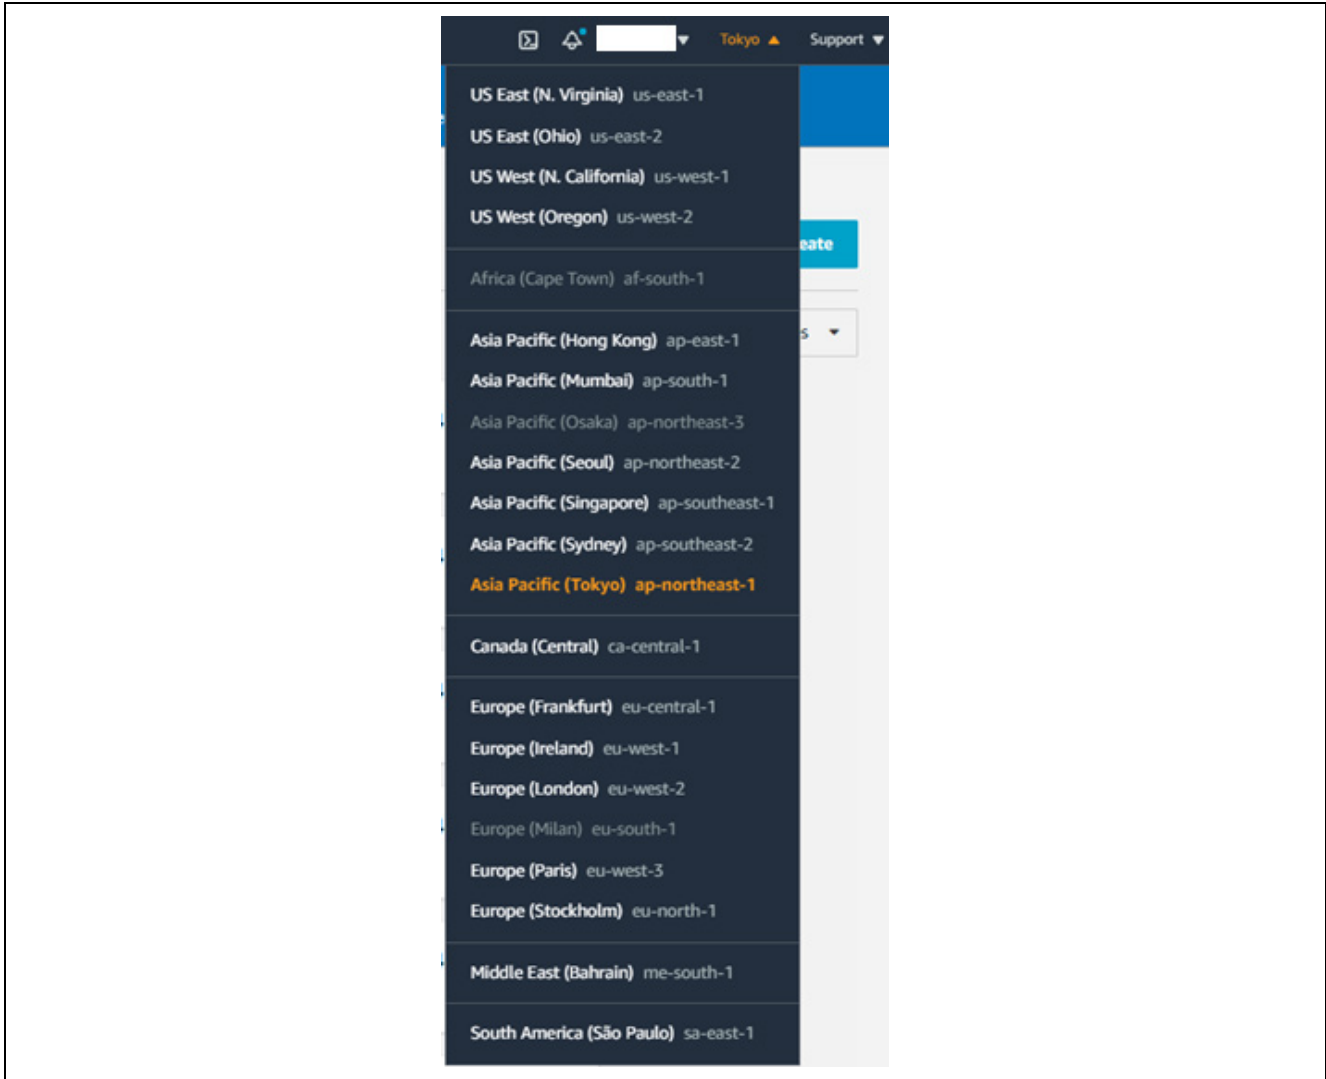 Tokyo Support
US East (N. Virginia) us-east-1
US East (Ohio) us-east-2
US West (N. California) us-west-1
US West (Oregon) us-west-2
eate
Africa (Cape Town) af-south-1
Asia Pacific (Hong Kong) ap-east-1
s
Asia Pacific (Mumbai) ap-south-1
Asia Pacific (Osaka) ap-northeast-3
Asia Pacific (Seoul) ap-northeast-2
Asia Pacific (Singapore) ap-southeast-1
Asia Pacific (Sydney) ap-southeast-2
Asia Pacific (Tokyo) ap-northeast-1
Canada (Central) ca-central-1
Europe (Frankfurt) eu-central-1
Europe (Ireland) eu-west-1
Europe (London) eu-west-2
Europe (Milan) eu-south-1
Europe (Paris) eu-west-3
Europe (Stockholm) eu-north-1
Middle East (Bahrain) me-south-1
South America (São Paulo) sa-east-1